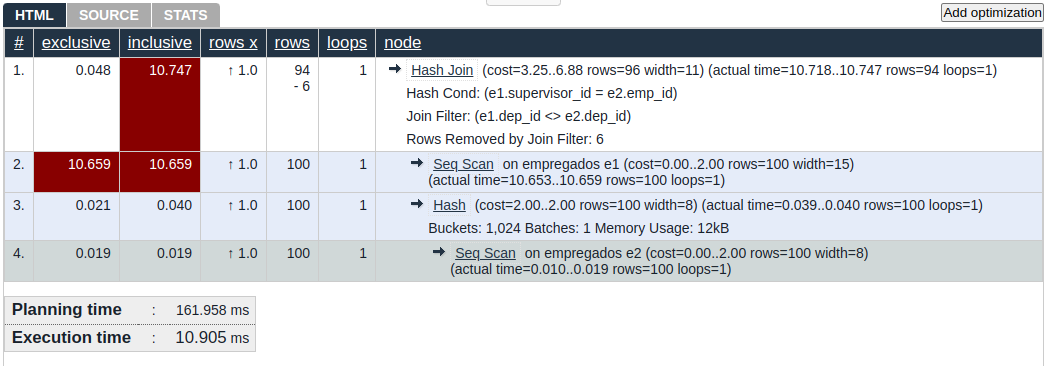 HTML SOURCE STATS Add optimization
# exclusive inclusive rows x rows loops node
1. 0.048 10.747 ↑ 1.0 94 1 ➞ Hash Join (cost=3.25..6.88 rows=96 width=11) (actual time=10.718..10.747 rows=94 loops=1)
- 6 Hash Cond: (e1.supervisor_id = e2.emp_id)
Join Filter: (e1.dep_id <> e2.dep_id)
Rows Removed by Join Filter: 6
2. 10.659 10.659 ↑ 1.0 100 1 ➞ Seq Scan on empregados e1 (cost=0.00..2.00 rows=100 width=15)
(actual time=10.653..10.659 rows=100 loops=1)
3. 0.021 0.040 ↑ 1.0 100 1 ➞ Hash (cost=2.00..2.00 rows=100 width=8) (actual time=0.039..0.040 rows=100 loops=1)
Buckets: 1,024 Batches: 1 Memory Usage: 12kB
4. 0.019 0.019 ↑ 1.0 100 1 ➞ Seq Scan on empregados e2 (cost=0.00..2.00 rows=100 width=8)
(actual time=0.010..0.019 rows=100 loops=1)
Planning time : 161.958 ms
Execution time : 10.905 ms